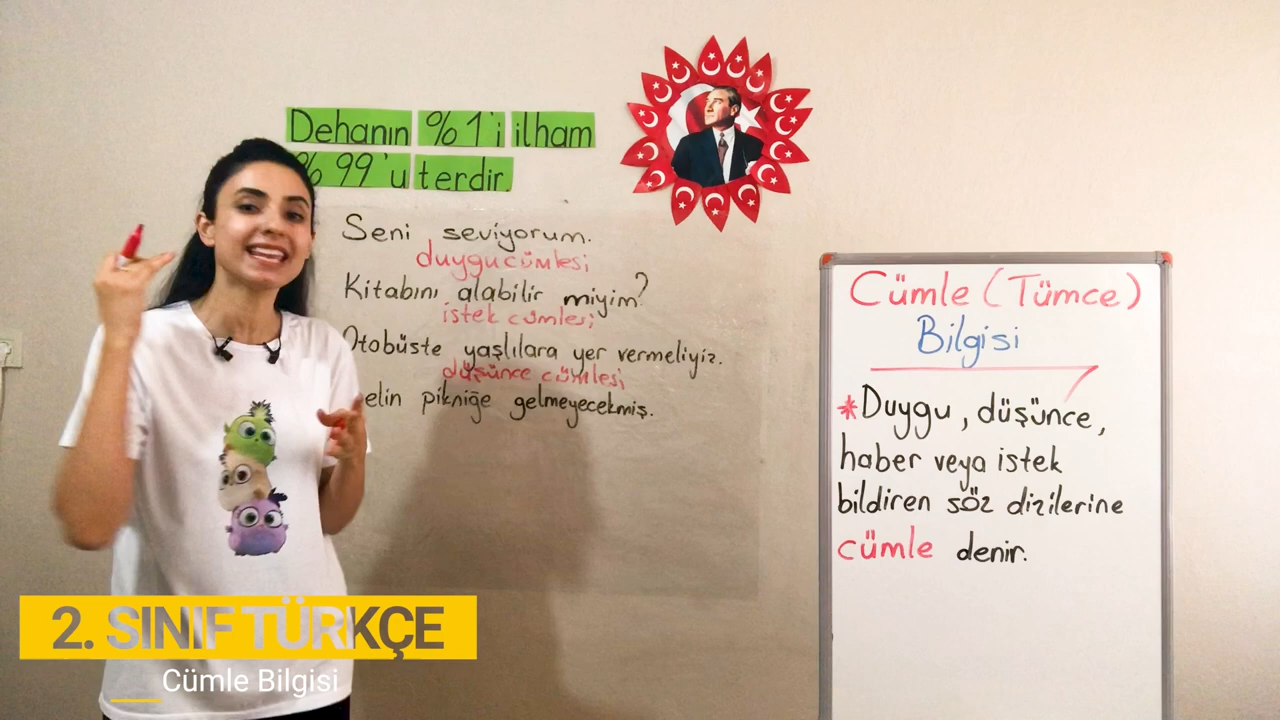 Dehanın %1'i ilham
%99'u terdir.
Seni seviyorum.
duygu cümlesi
Kitabını alabilir miyim?
istek cümlesi
Otobüste yaşlılara yer vermeliyiz.
düşünce cümlesi
elin pikniğe gelmeyecekmiş.
Cümle (Tümce)
Bilgisi
*Duygu, düşünce,
haber veya istek
bildiren söz dizilerine
cümle denir.
2. SINIF TÜRKÇE
Cümle Bilgisi